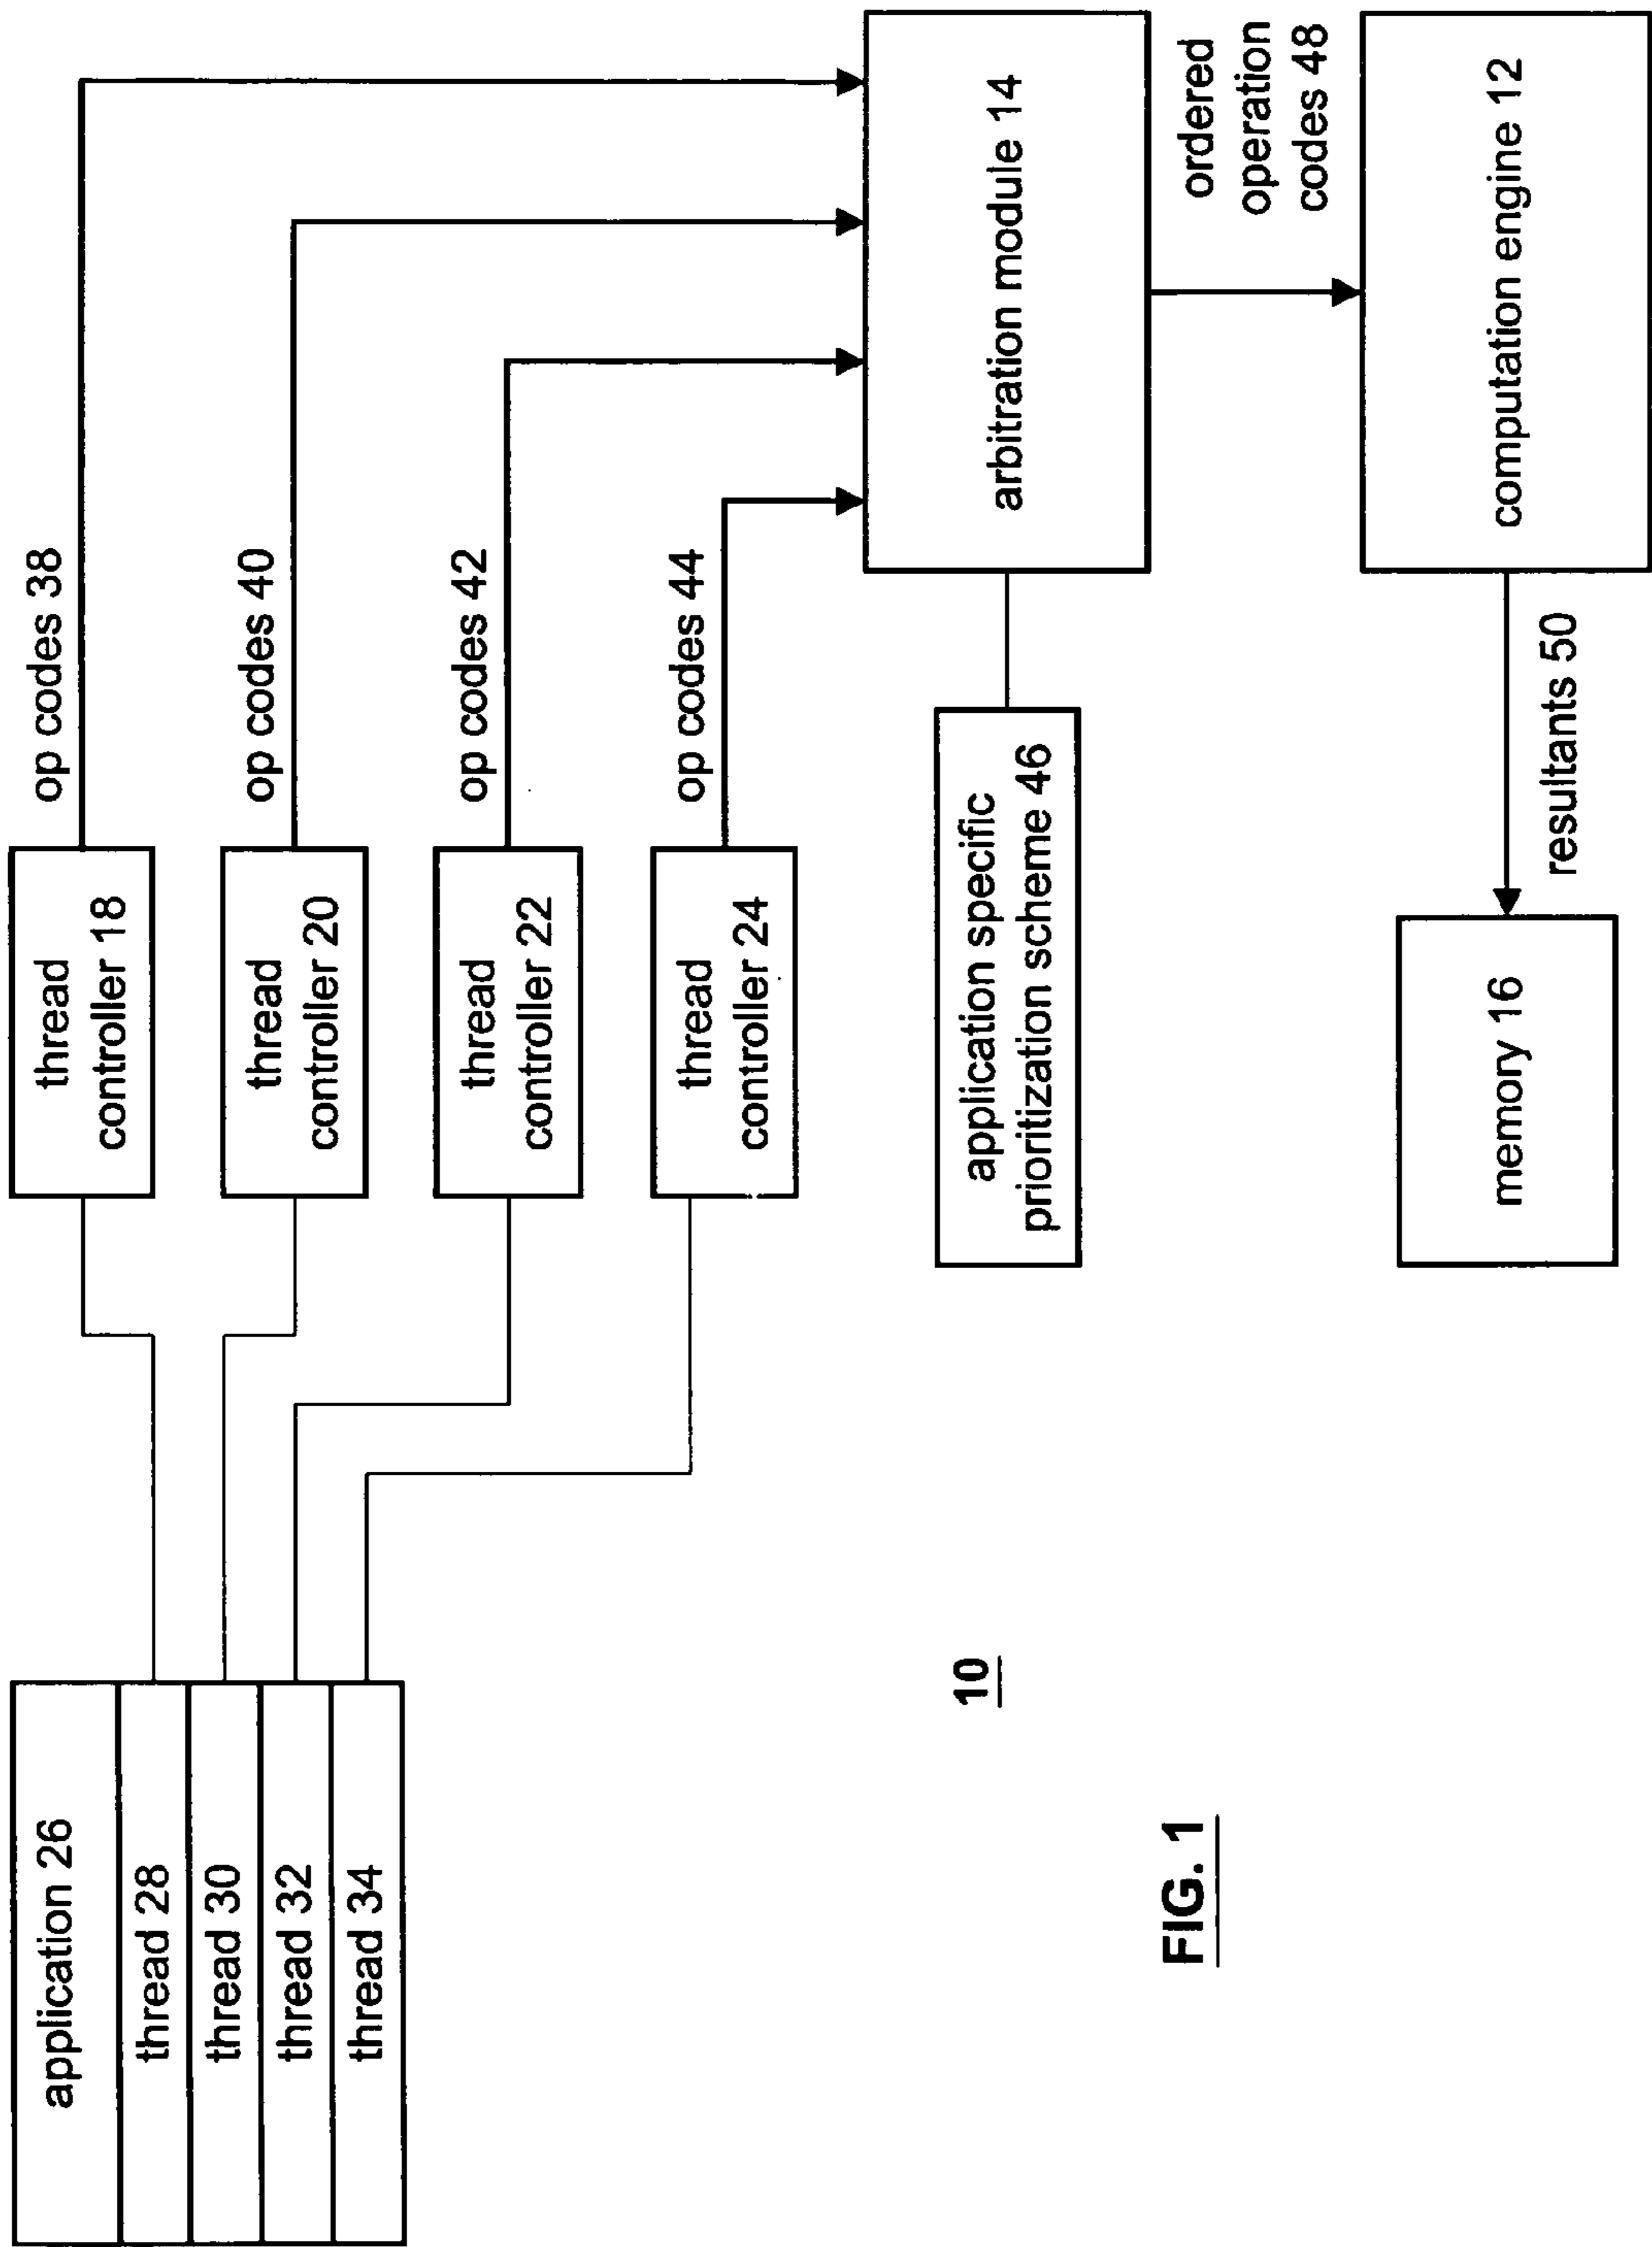 application 26
thread 28
thread 30
thread 32
thread 34
thread
controller 18
thread
controller 20
thread
controller 22
thread
controller 24
op codes 38
op codes 40
op codes 42
op codes 44
application specific
prioritization scheme 46
arbitration module 14
ordered
operation
codes 48
computation engine 12
resultants 50
memory 16
10
FIG. 1